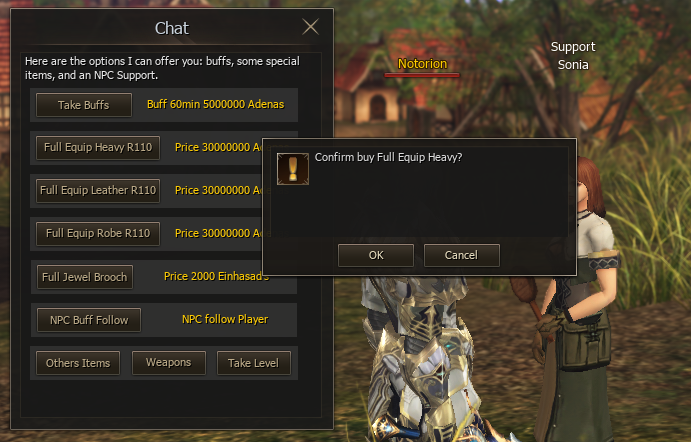 Chat
Here are the options I can offer you: buffs, some special
items, and an NPC Support.
Take Buffs
Buff 60min 5000000 Adenas
Full Equip Heavy R110
Price 30000000
Full Equip Leather R110
Price 30000000
Full Equip Robe R110
Price 30000000
Full Jewel Brooch
Price 2000 Einhasad's
NPC Buff Follow
NPC follow Player
Others Items
Weapons
Take Level
Confirm buy Full Equip Heavy?
OK
Cancel
Notorion
Support
Sonia